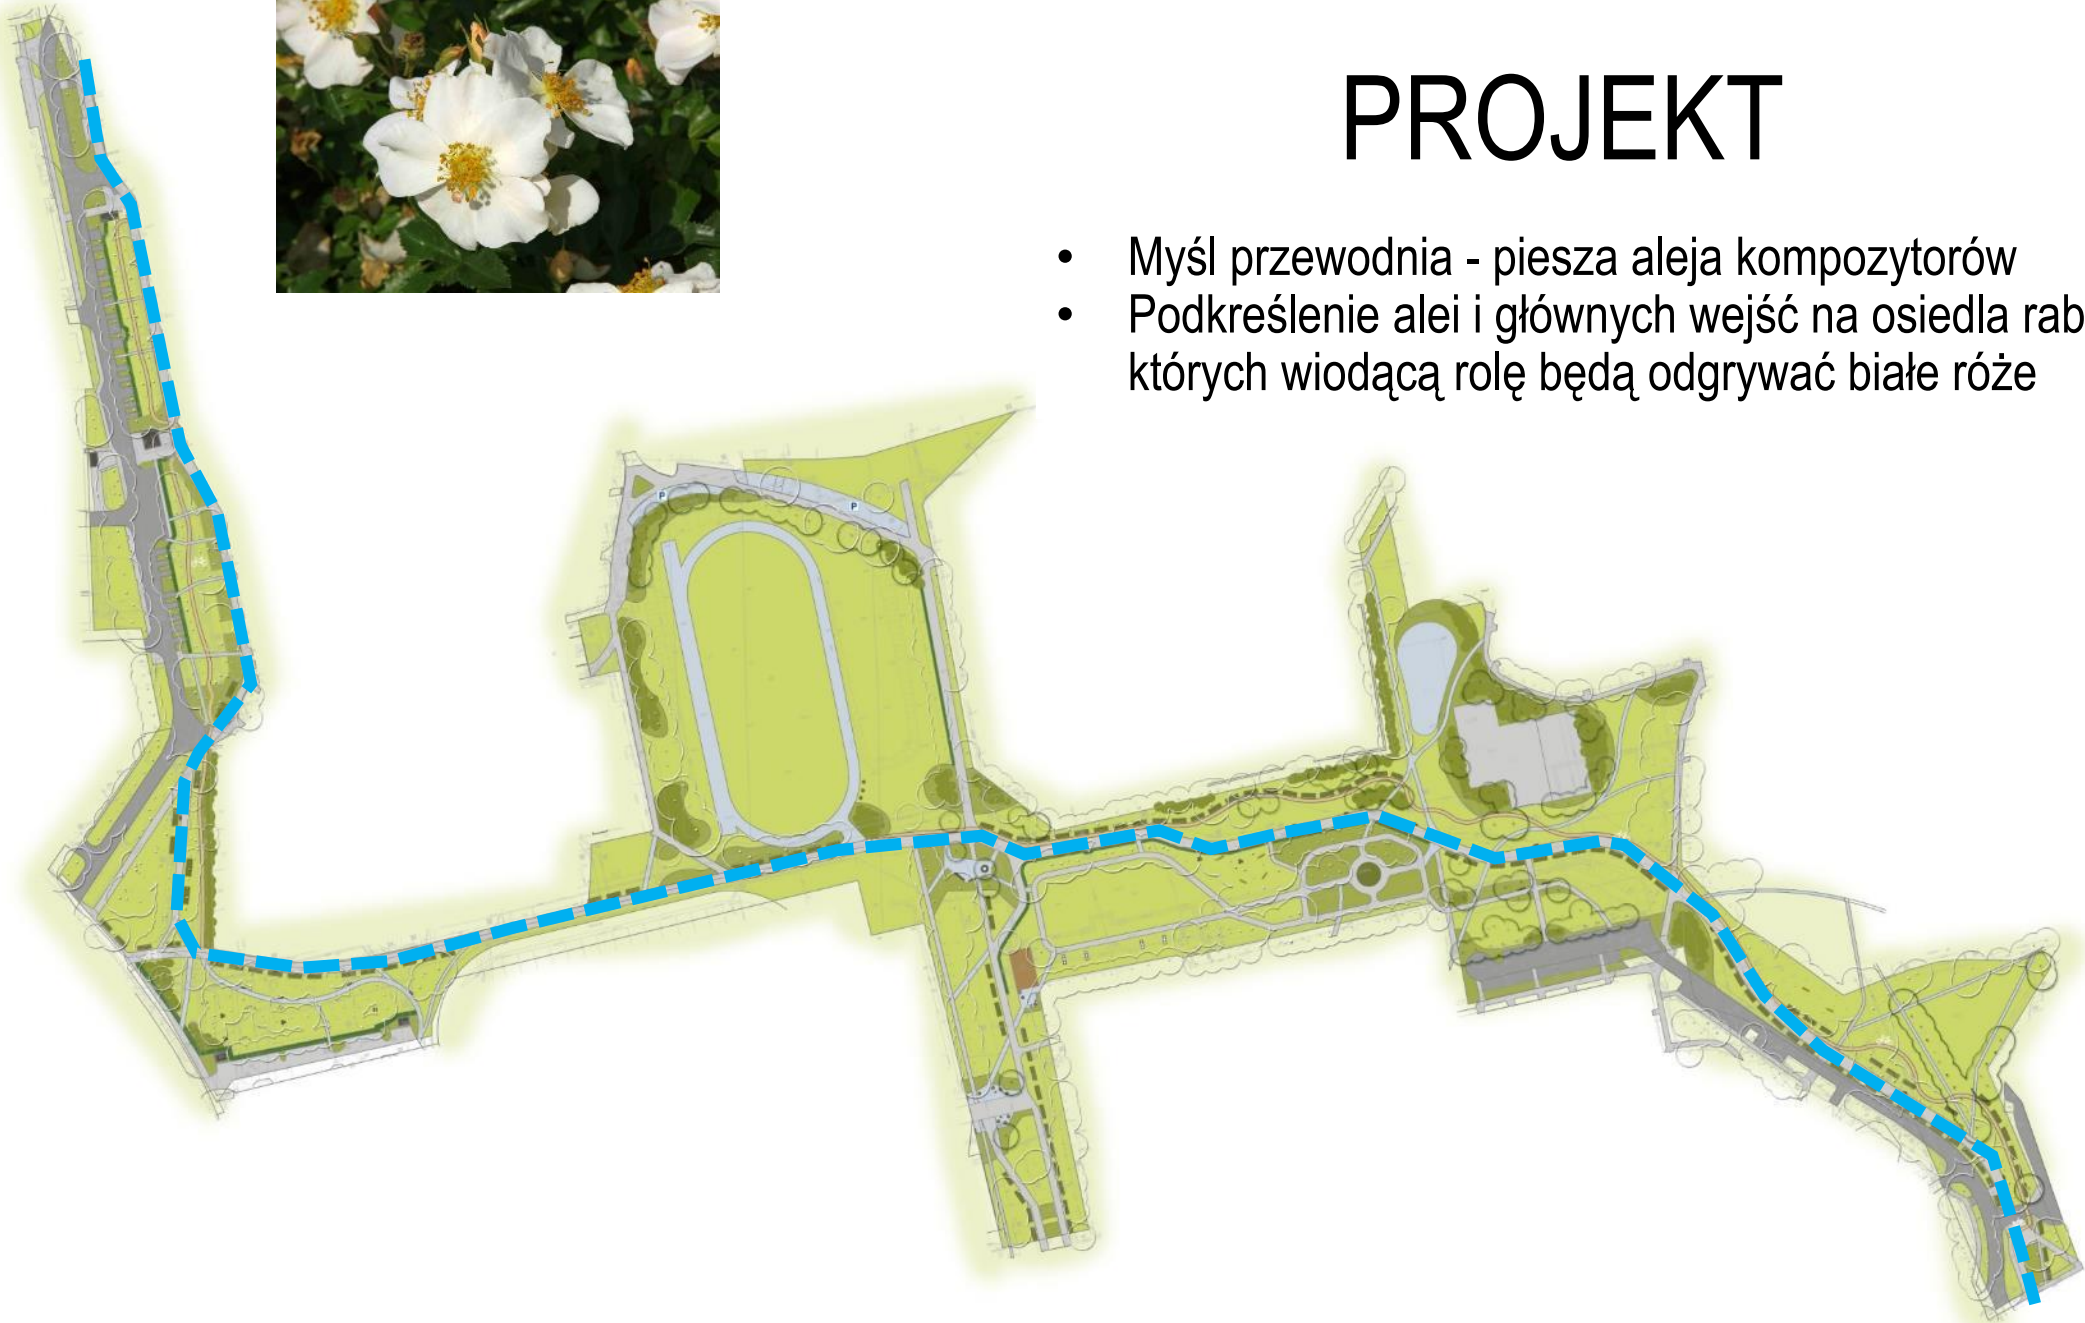 PROJEKT
• Myśl przewodnia - piesza aleja kompozytorów
• Podkreślenie alei i głównych wejść na osiedla rab
których wiodącą rolę będą odgrywać białe róże
P
P